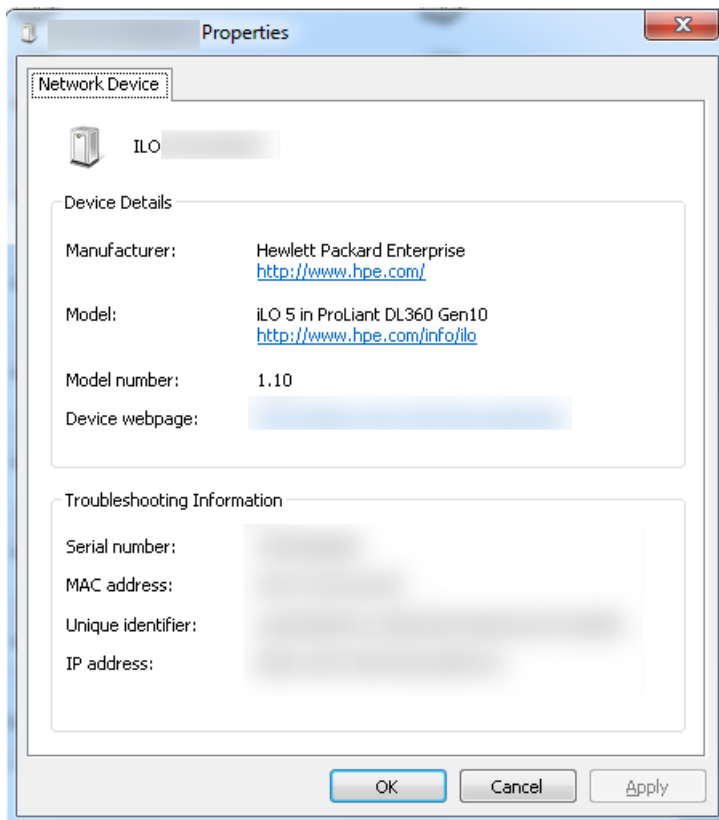 Properties
Network Device
ILO
Device Details
Manufacturer: Hewlett Packard Enterprise
http://www.hpe.com/
Model: iLO 5 in ProLiant DL360 Gen10
http://www.hpe.com/info/ilo
Model number: 1.10
Device webpage:
Troubleshooting Information
Serial number:
MAC address:
Unique identifier:
IP address:
OK Cancel Apply